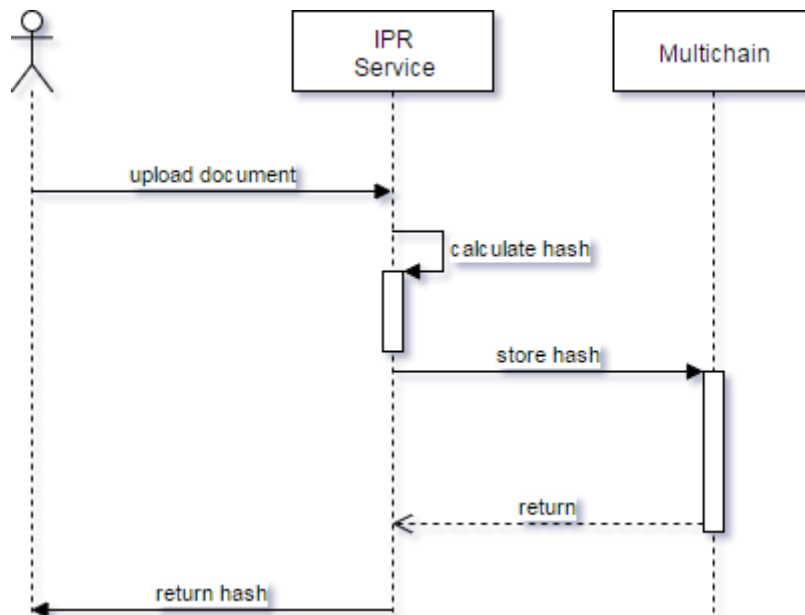 IPR
Service
Multichain
upload document
calculate hash
store hash
return
return hash